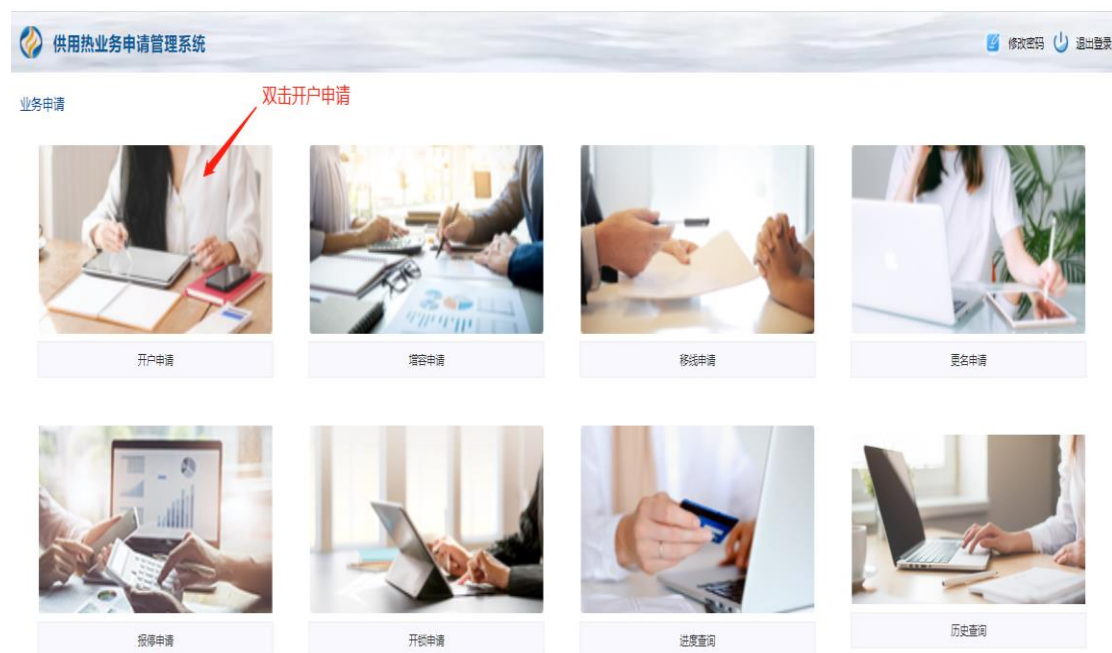 供用热业务申请管理系统
修改密码 退出登录
业务申请
双击开户申请
开户申请 增容申请 移线申请 更名申请
报停申请 开锁申请 进度查询 历史查询